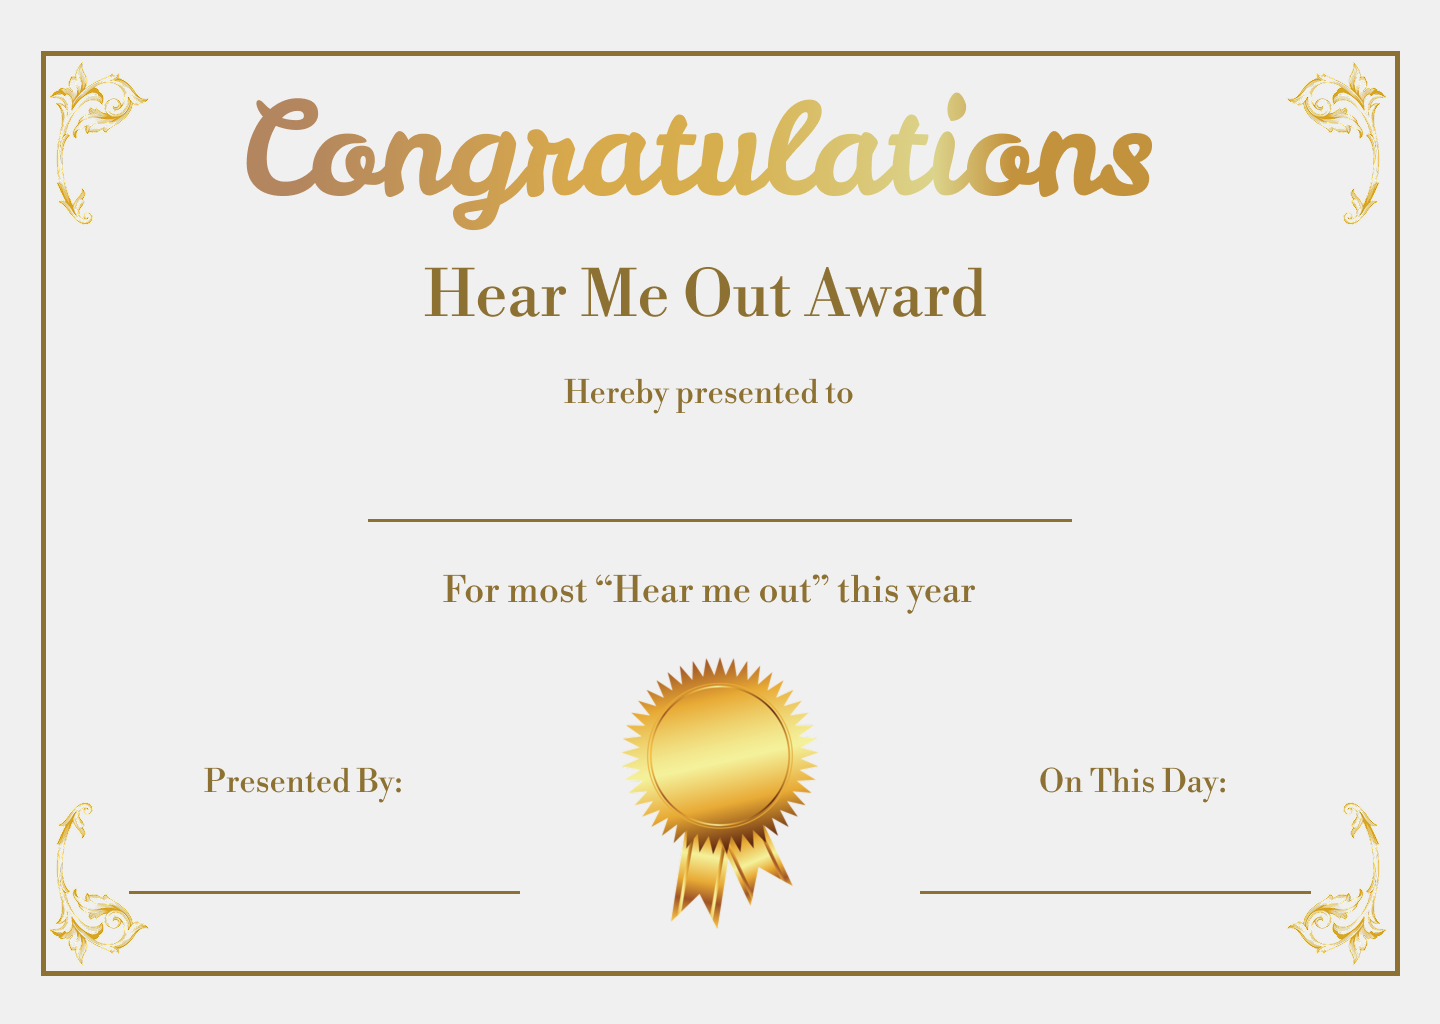 Congratulations
Hear Me Out Award
Hereby presented to
For most “Hear me out” this year
Presented By:
On This Day: